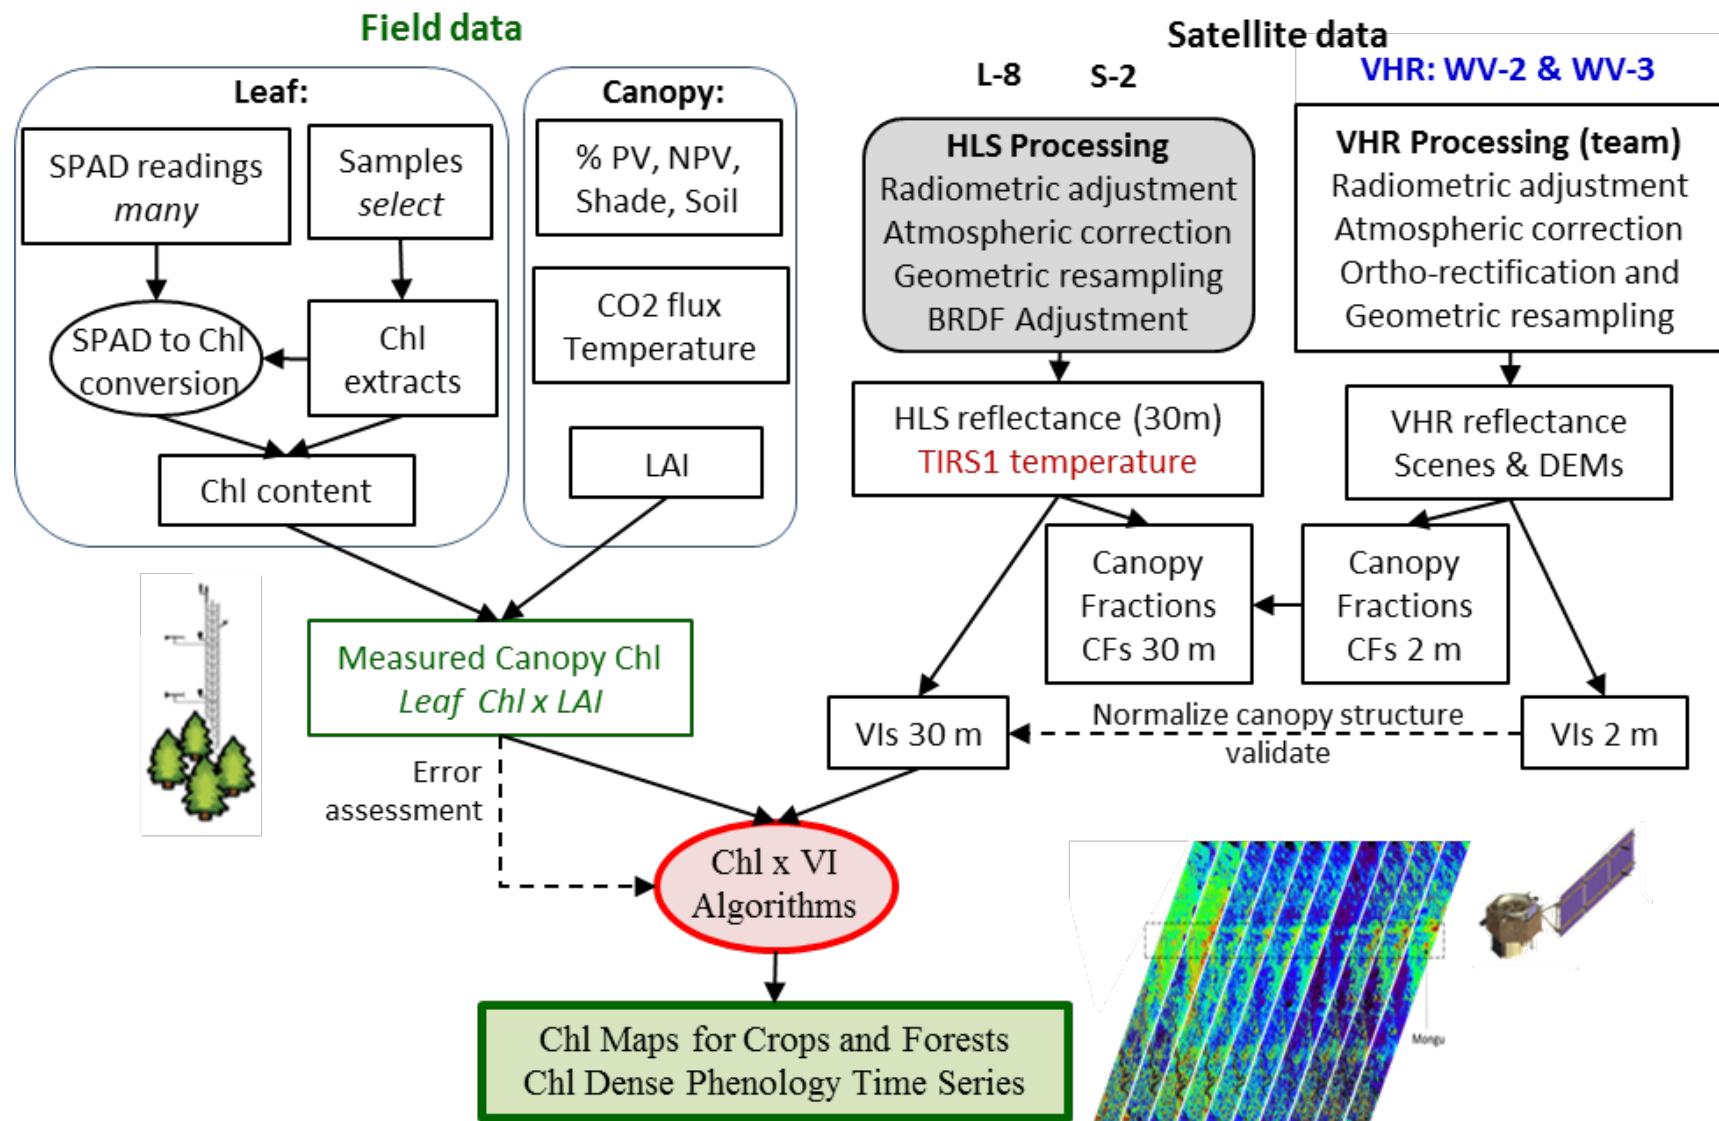 Field data
Satellite data
Leaf:
Canopy:
L-8
S-2
VHR: WV-2 & WV-3
SPAD readings
many
Samples
select
% PV, NPV,
Shade, Soil
HLS Processing
Radiometric adjustment
Atmospheric correction
Geometric resampling
BRDF Adjustment
VHR Processing (team)
Radiometric adjustment
Atmospheric correction
Ortho-rectification and
Geometric resampling
SPAD to Chl
conversion
Chl
extracts
CO2 flux
Temperature
HLS reflectance (30m)
TIRS1 temperature
VHR reflectance
Scenes & DEMs
Chl content
LAI
Canopy
Fractions
CFs 30 m
Canopy
Fractions
CFs 2 m
Measured Canopy Chl
Leaf Chl x LAI
VIs 30 m
Normalize canopy structure
validate
VIs 2 m
Error
assessment
Chl x VI
Algorithms
Mongu
Chl Maps for Crops and Forests
Chl Dense Phenology Time Series